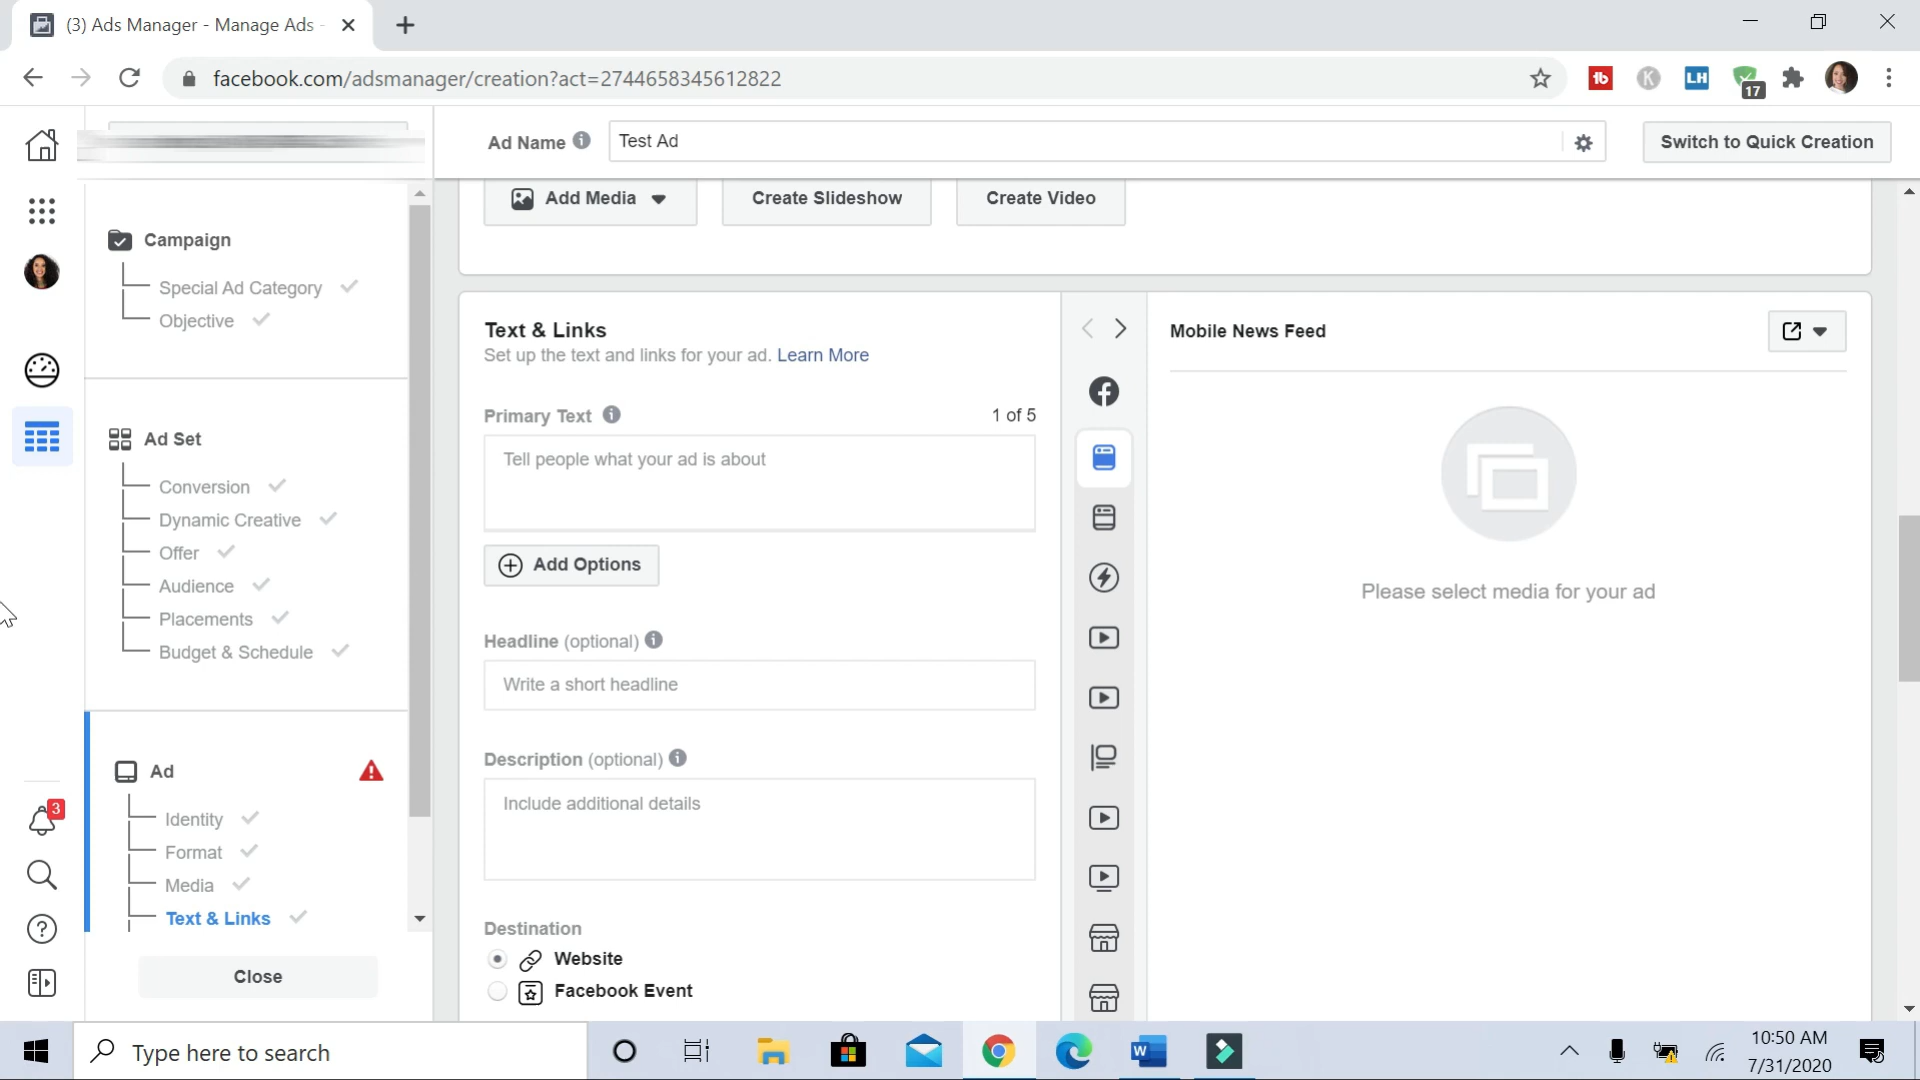 (3) Ads Manager - Manage Ads -
facebook.com/adsmanager/creation?act=2744658345612822
tb
K
LH
17
Ad Name
Test Ad
Switch to Quick Creation
Add Media
Create Slideshow
Create Video
Campaign
Special Ad Category
Objective
Ad Set
Conversion
Dynamic Creative
Offer
Audience
Placements
Budget & Schedule
Ad
Identity
Format
Media
Text & Links
Close
3
Text & Links
Set up the text and links for your ad. Learn More
Primary Text
1 of 5
Tell people what your ad is about
Add Options
Headline (optional)
Write a short headline
Description (optional)
Include additional details
Destination
Website
Facebook Event
Mobile News Feed
Please select media for your ad
Type here to search
10:50 AM
7/31/2020